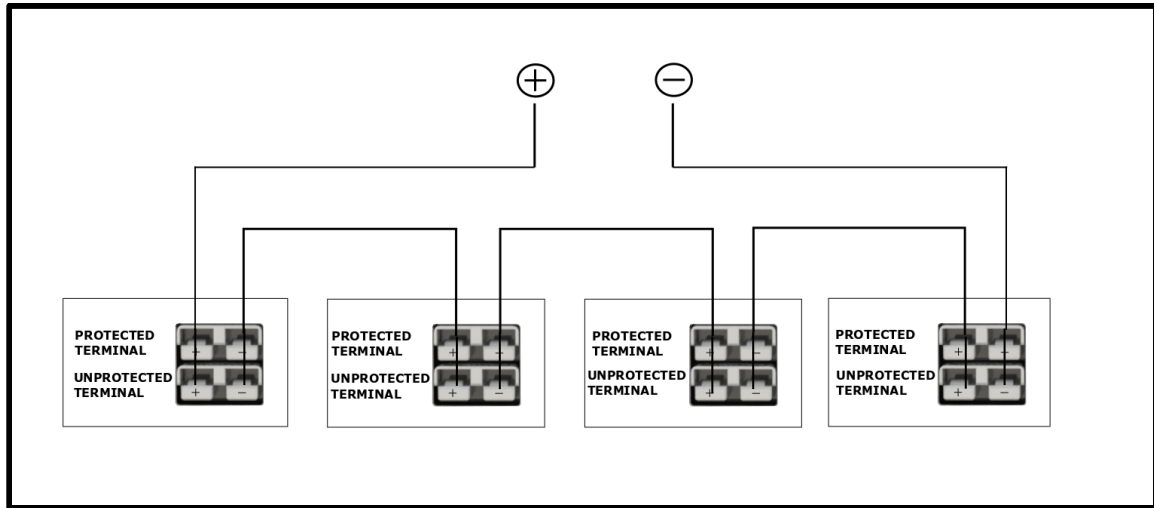 + −
PROTECTED
TERMINAL
+ −
UNPROTECTED
TERMINAL
+ −
PROTECTED
TERMINAL
+ −
UNPROTECTED
TERMINAL
+ −
PROTECTED
TERMINAL
+ −
UNPROTECTED
TERMINAL
+ −
PROTECTED
TERMINAL
+ −
UNPROTECTED
TERMINAL
+ −